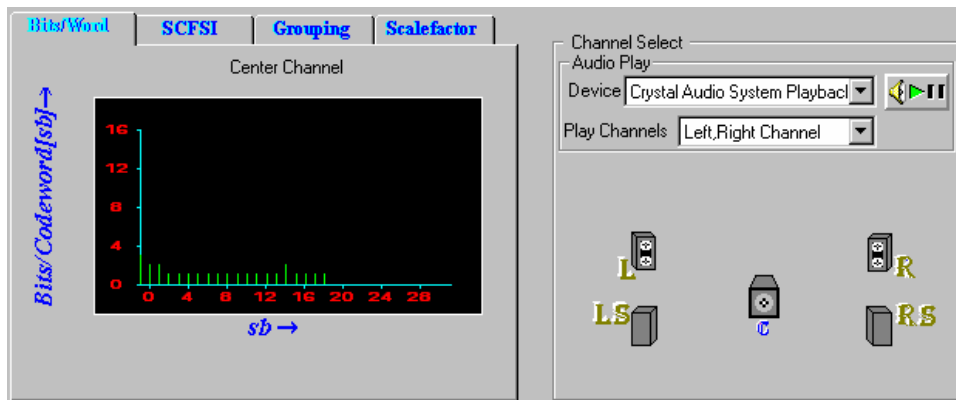 Bits/Word SCFSI Grouping Scalefactor
Center Channel
Bits/Codeword[sb]→
16
12
8
4
0
0 4 8 12 16 20 24 28
sb →
Channel Select
Audio Play
Device Crystal Audio System Playbacl
Play Channels Left,Right Channel
L R
LS C RS